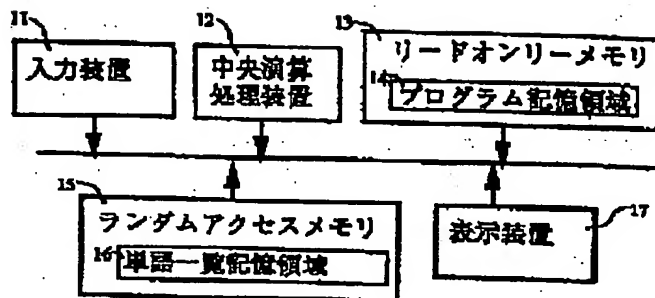 11
入力装置
12
中央演算
処理装置
13
リードオンリーメモリ
14
プログラム記憶領域
15
ランダムアクセスメモリ
16
単語一覧記憶領域
表示装置
17